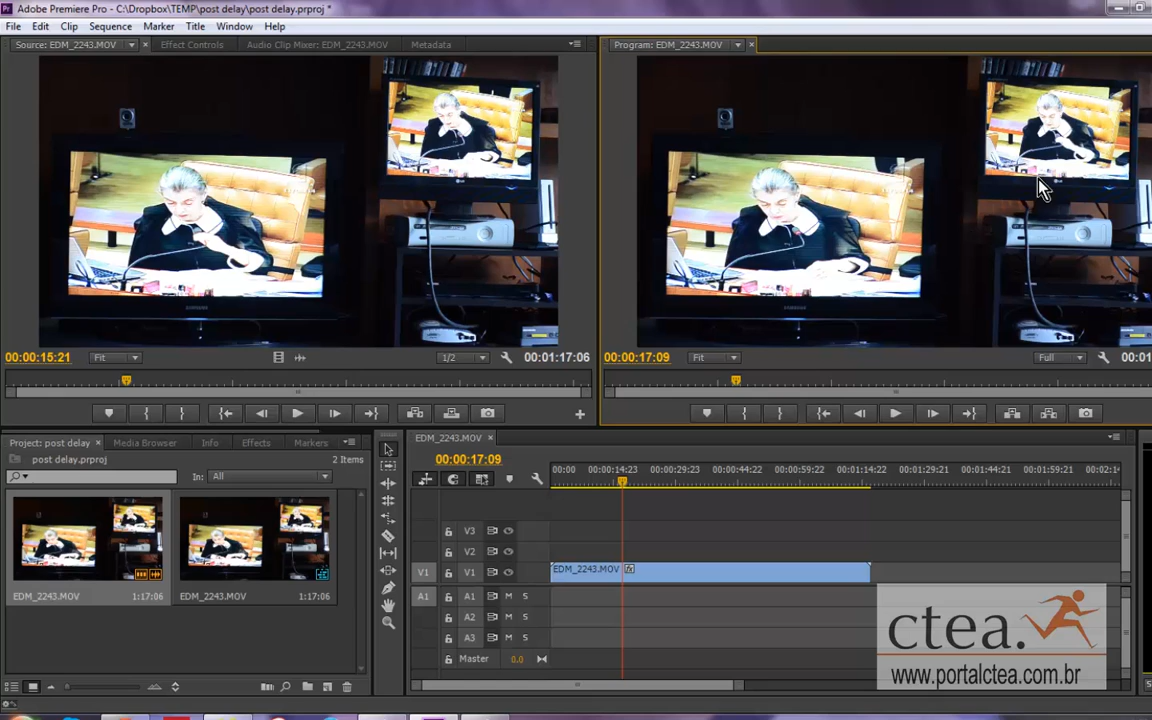 Adobe Premiere Pro - C:\Dropbox\TEMP\post delay\post delay.prproj *
File Edit Clip Sequence Marker Title Window Help
Source: EDM_2243.MOV Effect Controls Audio Clip Mixer: EDM_2243.MOV Metadata
Program: EDM_2243.MOV
00:00:15:21 Fit 1/2 00:01:17:06
00:00:17:09 Fit Full 00:01
Project: post delay Media Browser Info Effects Markers
post delay.prproj 2 Items
In: All
EDM_2243.MOV 1:17:06 EDM_2243.MOV 1:17:06
EDM_2243.MOV
00:00:17:09
00:00 00:00:14:23 00:00:29:23 00:00:44:22 00:00:59:22 00:01:14:22 00:01:29:21 00:01:44:21 00:01:59:21 00:02:14
V3
V2
V1 V1 EDM_2243.MOV fx
A1 A1 M S
A2 M S
A3 M S
Master 0.0
ctea.
www.portalctea.com.br